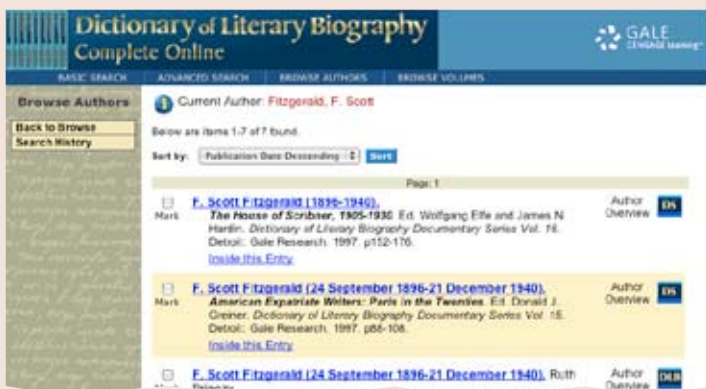 Dictionary of Literary Biography
Complete Online
GALE
CENGAGE Learning
BASIC SEARCH ADVANCED SEARCH BROWSE AUTHORS BROWSE VOLUMES
Browse Authors
Back to Browse
Search History
Current Author: Fitzgerald, F. Scott
Below are items 1-7 of 7 found.
Sort by: Publication Date Descending Sort
Page: 1
Mark F. Scott Fitzgerald (1896-1940). Author Overview DS
The House of Scribner, 1905-1930. Ed. Wolfgang Elfe and James N.
Hardin. Dictionary of Literary Biography Documentary Series Vol. 16.
Detroit: Gale Research, 1997. p152-176.
Inside this Entry
Mark F. Scott Fitzgerald (24 September 1896-21 December 1940). Author Overview DS
American Expatriate Writers: Paris in the Twenties. Ed. Donald J.
Greiner. Dictionary of Literary Biography Documentary Series Vol. 15.
Detroit: Gale Research, 1997. p88-108.
Inside this Entry
F. Scott Fitzgerald (24 September 1896-21 December 1940). Ruth Author DLB